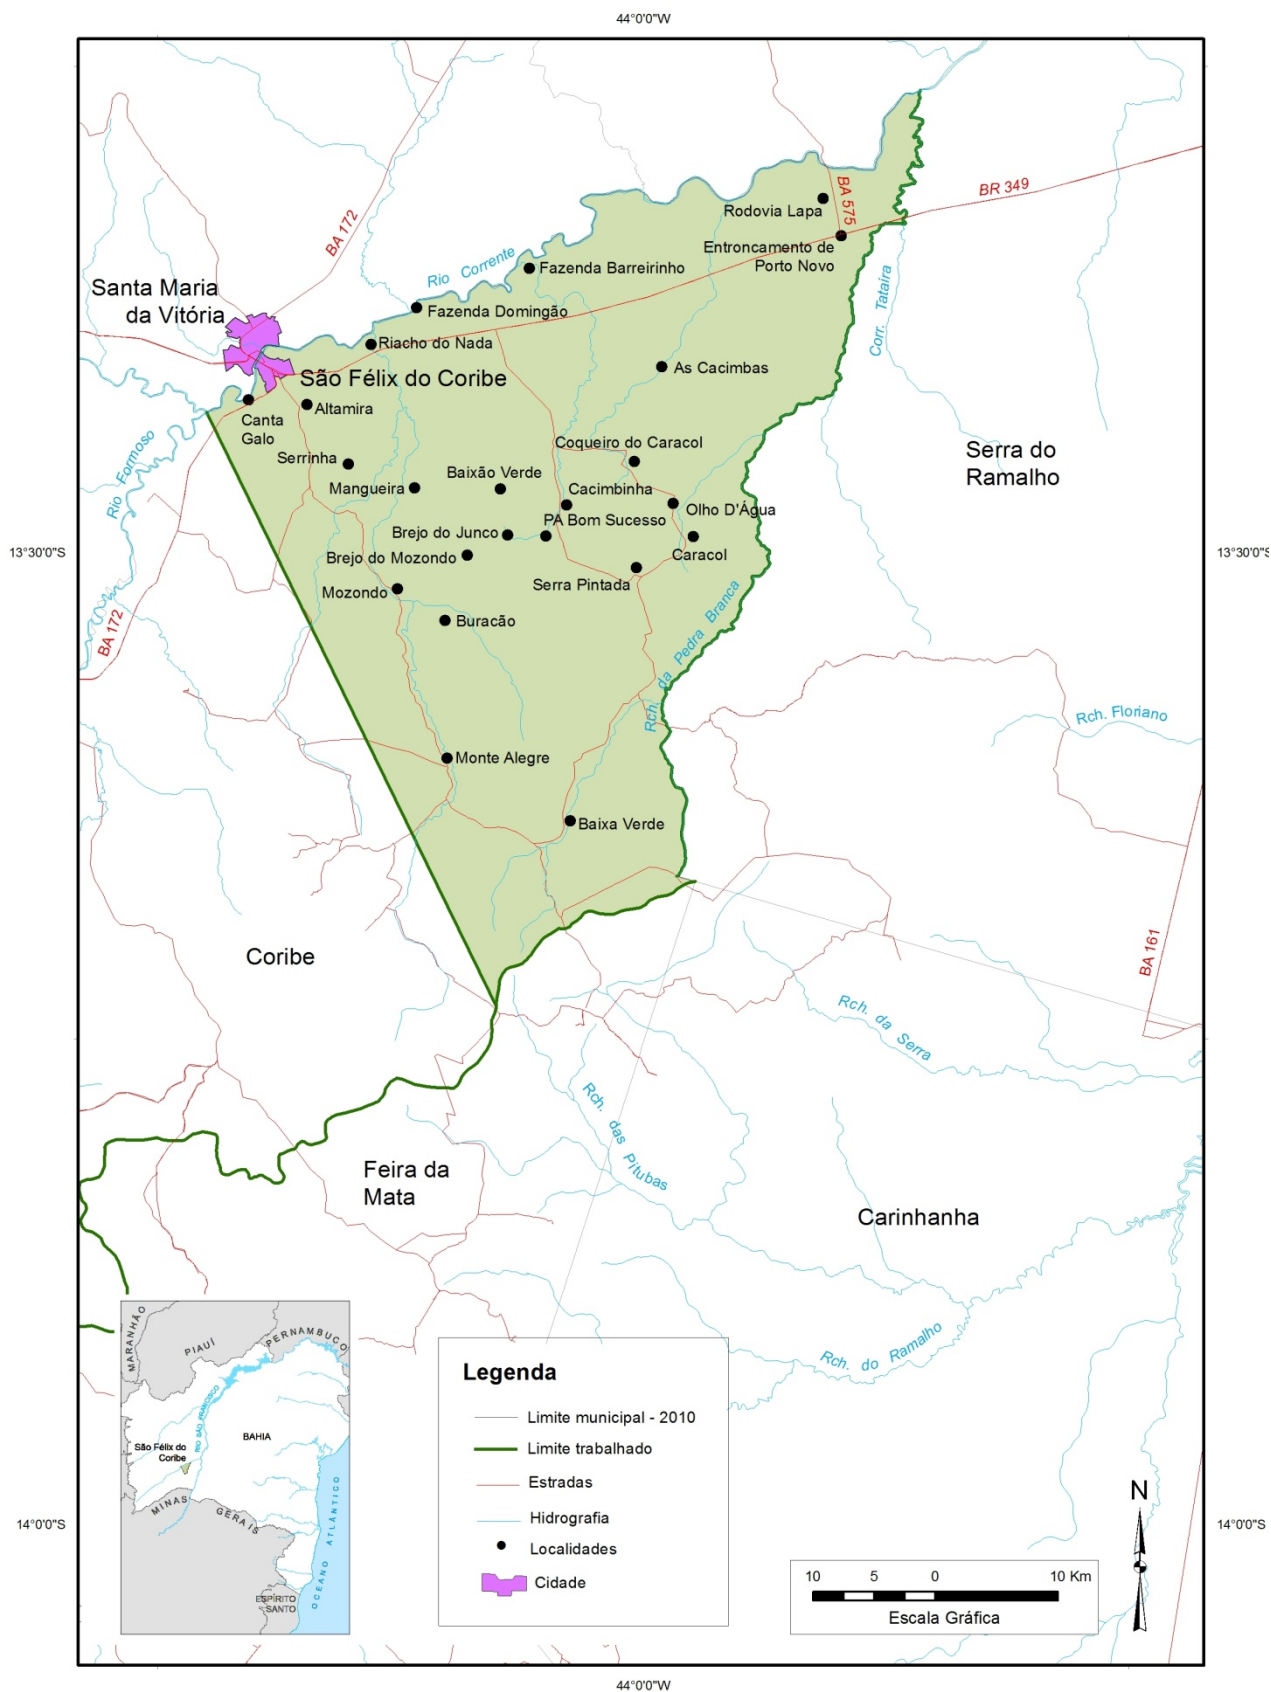 44°0'0"W
BA 575
BR 349
Rodovia Lapa
BA 172
Entroncamento de
Porto Novo
Rio Corrente
Fazenda Barreirinho
Santa Maria
da Vitória
Fazenda Domingão
Corr. Tataira
Riacho do Nada
As Cacimbas
São Félix do Coribe
Altamira
Canta
Galo
Coqueiro do Caracol
Serra do
Ramalho
Rio Formoso
Serrinha
Baixão Verde
Mangueira
Cacimbinha
Olho D'Água
PA Bom Sucesso
Brejo do Junco
13°30'0"S
13°30'0"S
Brejo do Mozondo
Caracol
Serra Pintada
Mozondo
Buracão
BA 172
Rch. da Pedra Branca
Rch. Floriano
Monte Alegre
Baixa Verde
Coribe
BA 161
Rch. da Serra
Rch. das Pitubas
Feira da
Mata
Carinhanha
Rch. do Ramalho
MARANHÃO
PIAUÍ
PERNAMBUCO
RIO SÃO FRANCISCO
BAHIA
São Félix do
Coribe
MINAS GERAIS
OCEANO ATLÂNTICO
ESPÍRITO
SANTO
Legenda
Limite municipal - 2010
Limite trabalhado
Estradas
Hidrografia
Localidades
Cidade
N
14°0'0"S
14°0'0"S
10 5 0 10 Km
Escala Gráfica
44°0'0"W